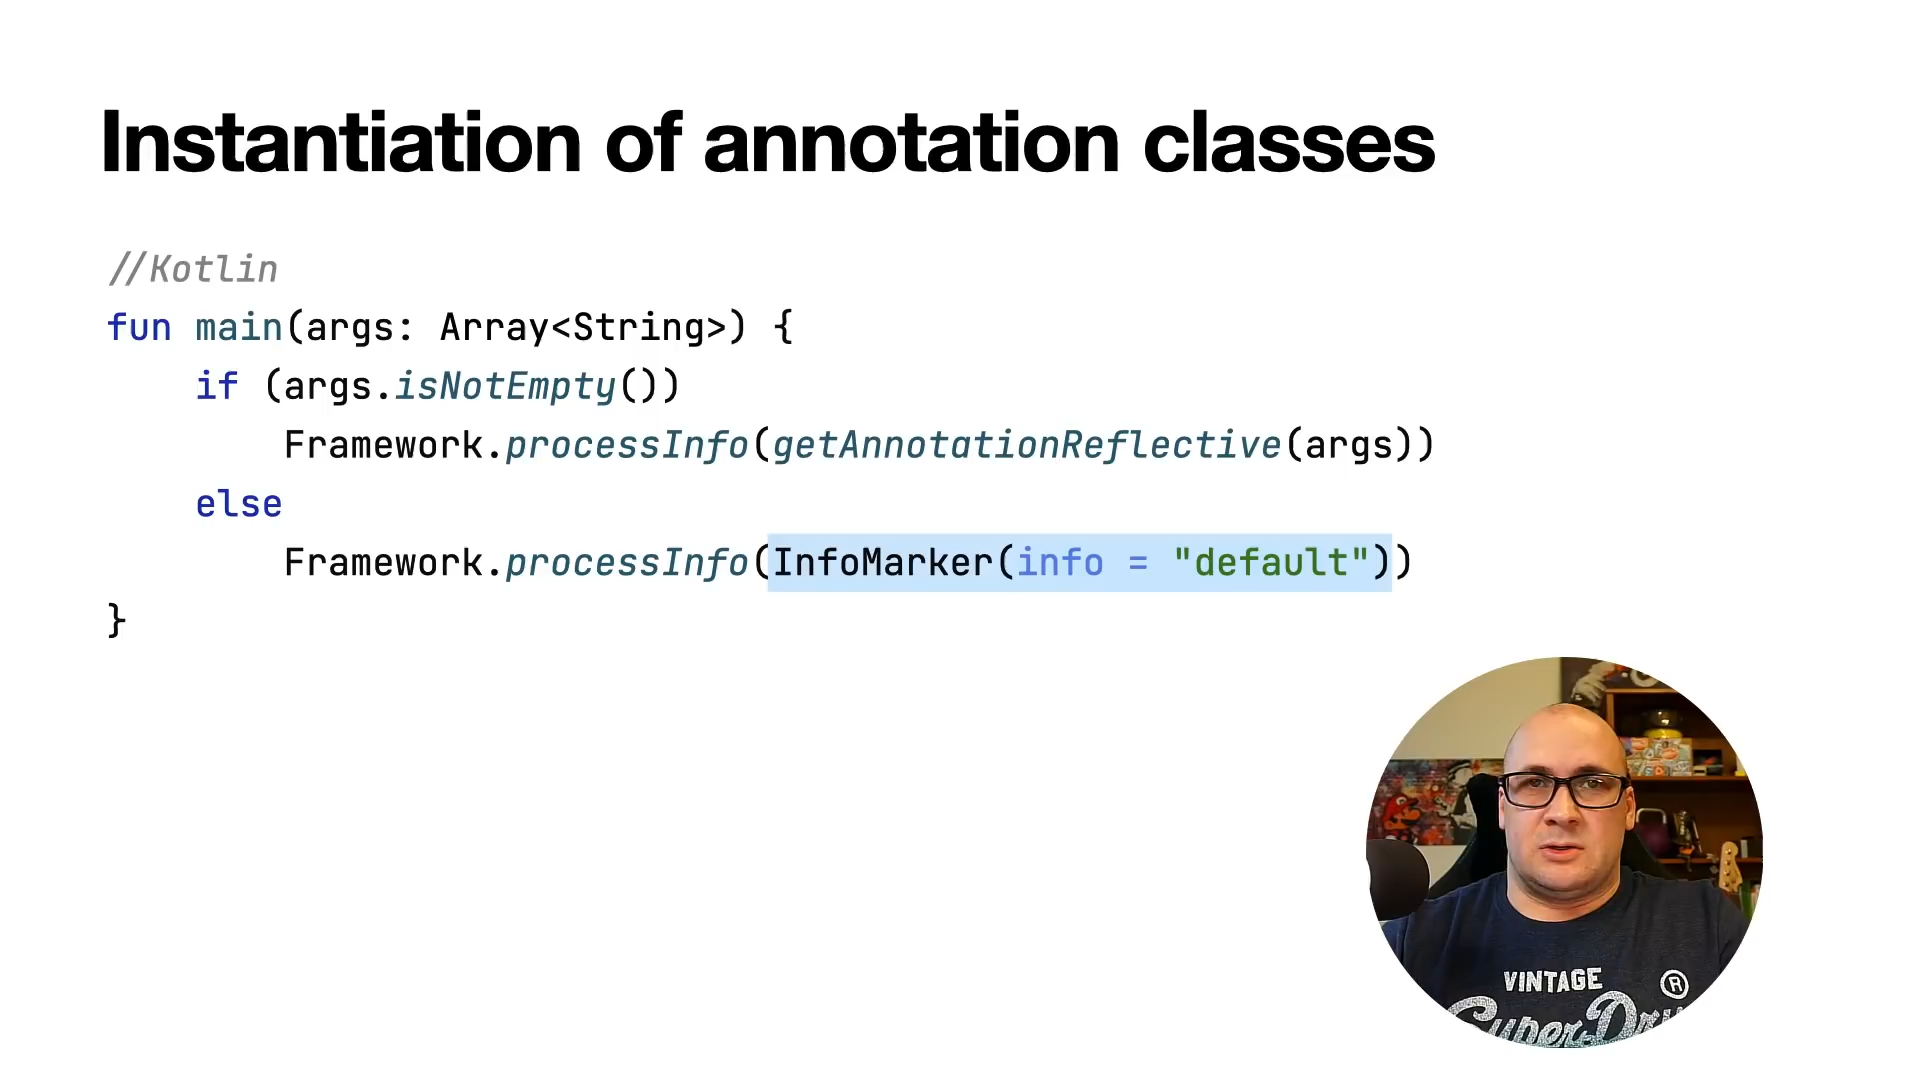 Instantiation of annotation classes
//Kotlin
fun main(args: Array<String>) {
    if (args.isNotEmpty())
        Framework.processInfo(getAnnotationReflective(args))
    else
        Framework.processInfo(InfoMarker(info = "default"))
}
VINTAGE ®
SuperDry